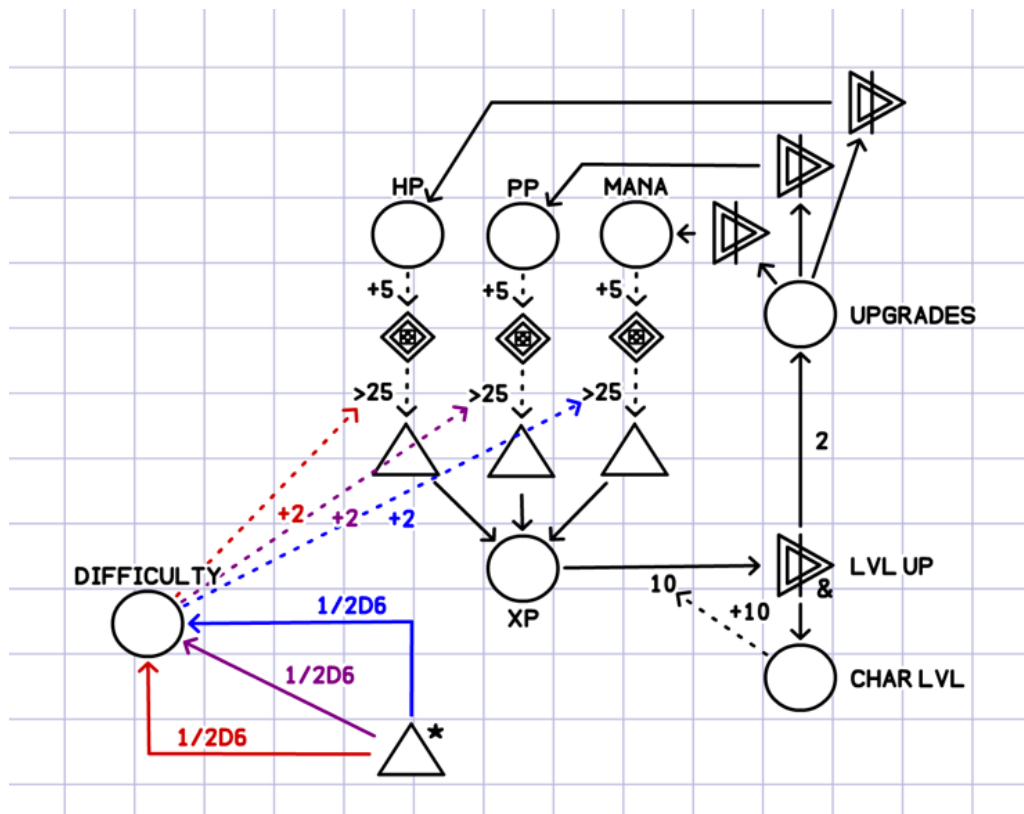 HP
PP
MANA
+5
+5
+5
UPGRADES
>25
>25
>25
2
+2
+2
+2
DIFFICULTY
LVL UP
&
10
+10
XP
1/2D6
1/2D6
CHAR LVL
1/2D6
*